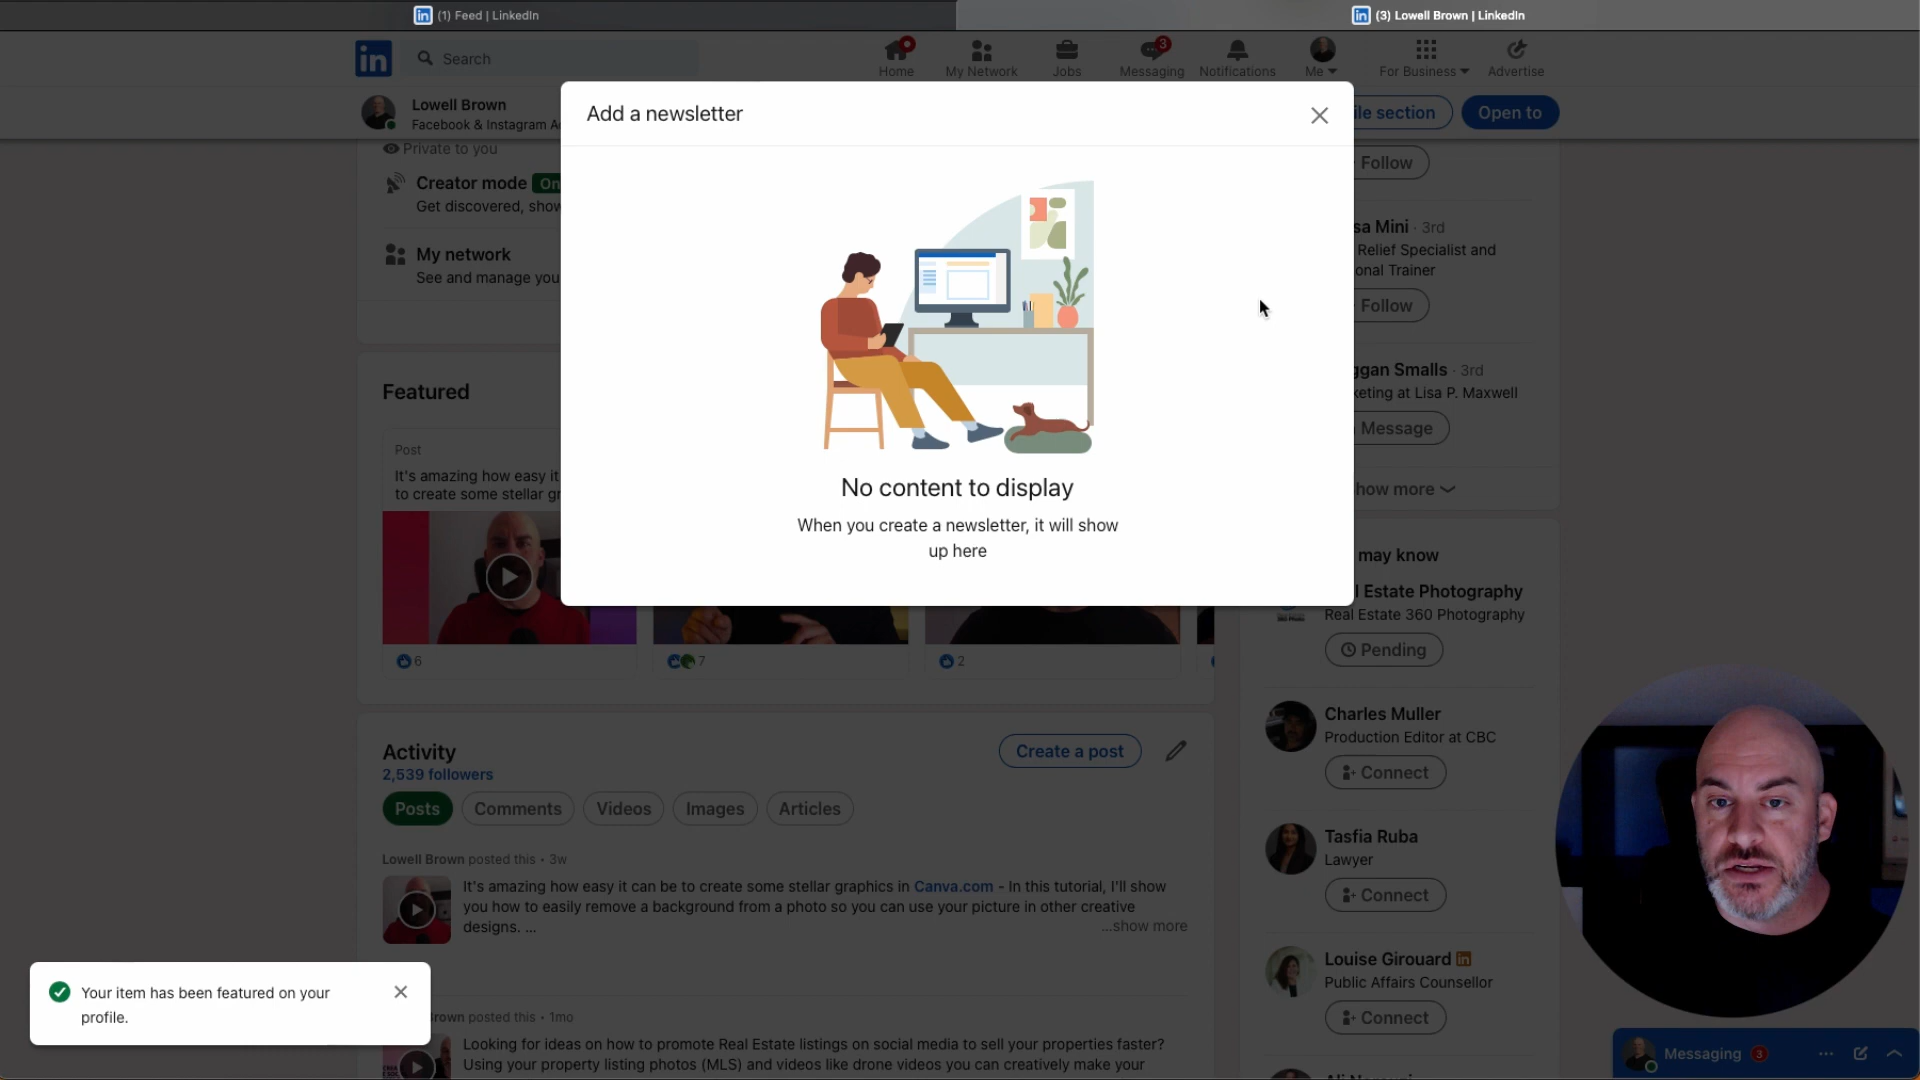 (1) Feed | LinkedIn
(3) Lowell Brown | LinkedIn
in
Search
Home
My Network
Jobs
3
Messaging
Notifications
Me
For Business
Advertise
Lowell Brown
Facebook & Instagram
file section
Open to
Add a newsletter
No content to display
When you create a newsletter, it will show
up here
Private to you
Creator mode On
Get discovered, show
My network
See and manage you
Featured
Post
It's amazing how easy it
to create some stellar gr
6
7
2
Activity
2,539 followers
Create a post
Posts
Comments
Videos
Images
Articles
Lowell Brown posted this • 3w
It's amazing how easy it can be to create some stellar graphics in Canva.com - In this tutorial, I'll show
you how to easily remove a background from a photo so you can use your picture in other creative
designs. ...
...show more
Brown posted this • 1mo
Looking for ideas on how to promote Real Estate listings on social media to sell your properties faster?
Using your property listing photos (MLS) and videos like drone videos you can creatively make your
Your item has been featured on your
profile.
Follow
sa Mini · 3rd
Relief Specialist and
onal Trainer
Follow
ggan Smalls · 3rd
keting at Lisa P. Maxwell
Message
how more
may know
l Estate Photography
Real Estate 360 Photography
Pending
Charles Muller
Production Editor at CBC
Connect
Tasfia Ruba
Lawyer
Connect
Louise Girouard in
Public Affairs Counsellor
Connect
Messaging 3